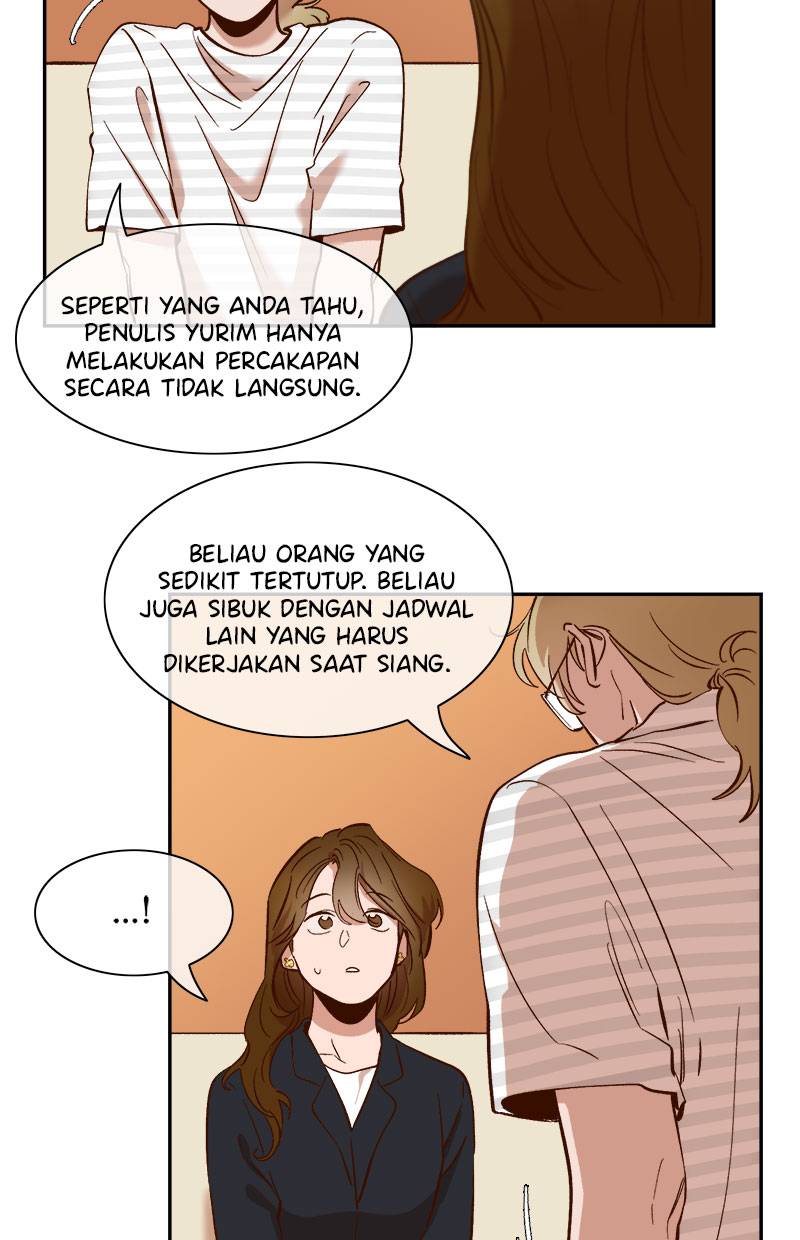 SEPERTI YANG ANDA TAHU,
PENULIS YURIM HANYA
MELAKUKAN PERCAKAPAN
SECARA TIDAK LANGSUNG.
BELIAU ORANG YANG
SEDIKIT TERTUTUP. BELIAU
JUGA SIBUK DENGAN JADWAL
LAIN YANG HARUS
DIKERJAKAN SAAT SIANG.
...!